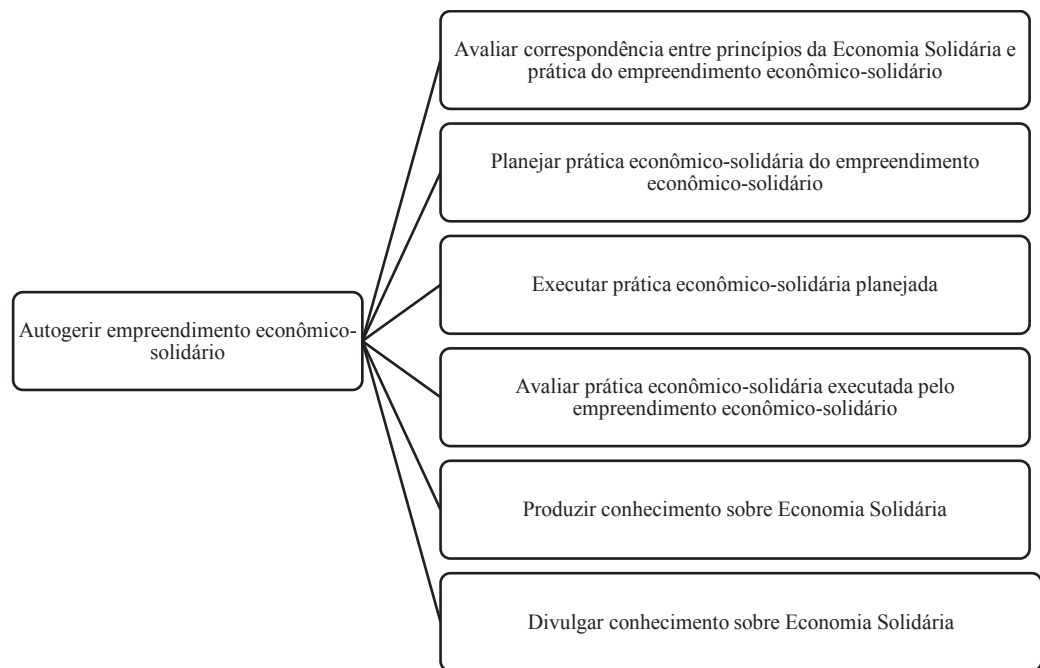 Avaliar correspondência entre princípios da Economia Solidária e
prática do empreendimento econômico-solidário
Planejar prática econômico-solidária do empreendimento
econômico-solidário
Executar prática econômico-solidária planejada
Autogerir empreendimento econômico-
solidário
Avaliar prática econômico-solidária executada pelo
empreendimento econômico-solidário
Produzir conhecimento sobre Economia Solidária
Divulgar conhecimento sobre Economia Solidária